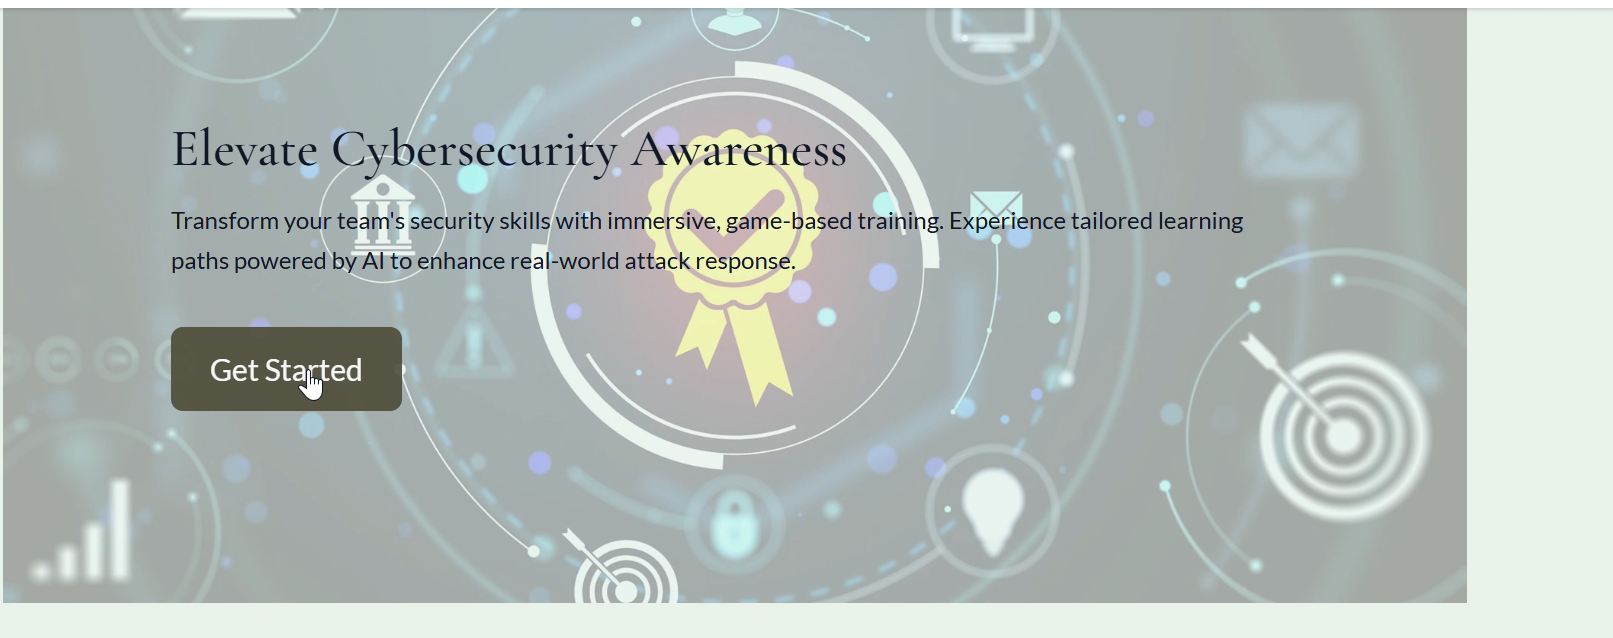 Elevate Cybersecurity Awareness
Transform your team's security skills with immersive, game-based training. Experience tailored learning
paths powered by AI to enhance real-world attack response.
Get Started